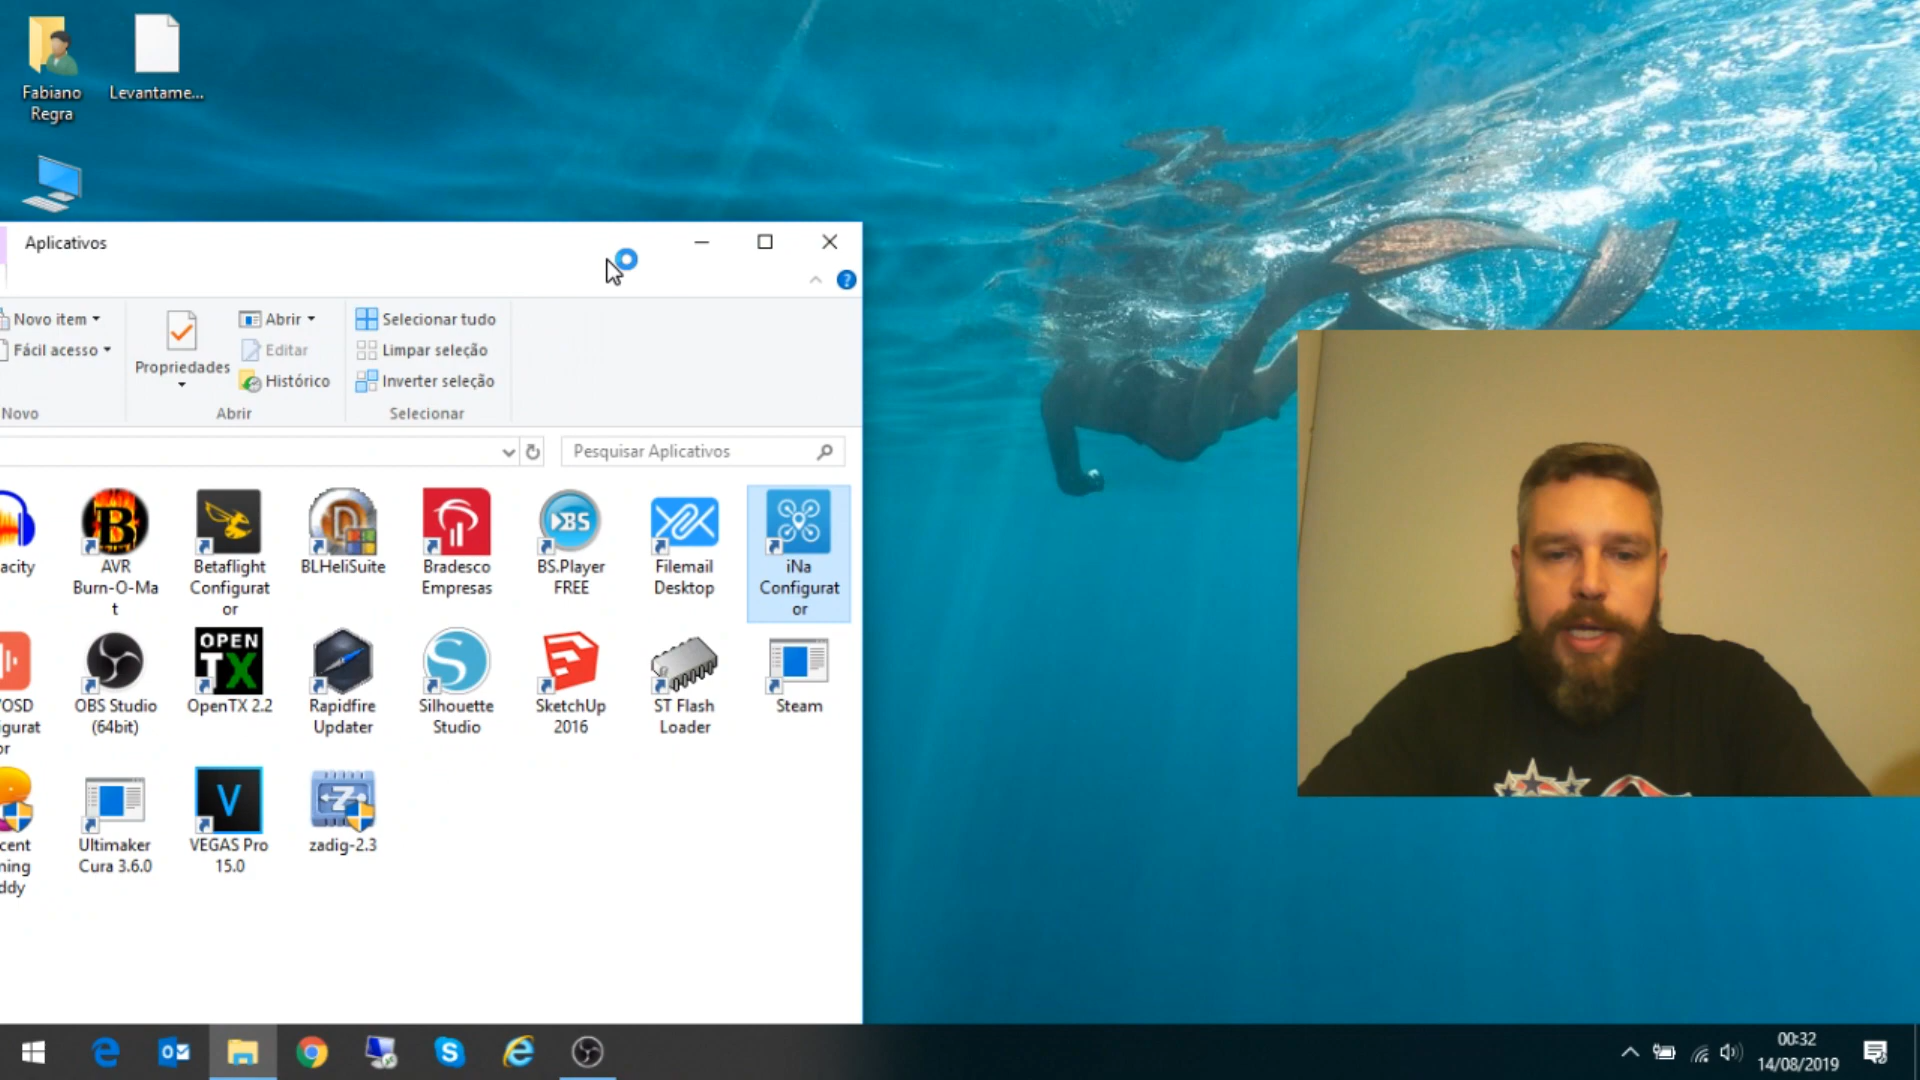 Fabiano
Regra
Levantame...
Aplicativos
Novo item
Fácil acesso
Novo
Propriedades
Abrir
Editar
Histórico
Abrir
Selecionar tudo
Limpar seleção
Inverter seleção
Selecionar
Pesquisar Aplicativos
acity
AVR
Burn-O-Ma
t
Betaflight
Configurat
or
BLHeliSuite
Bradesco
Empresas
BS.Player
FREE
Filemail
Desktop
iNa
Configurat
or
OSD
igurat
or
OBS Studio
(64bit)
OPEN
TX
OpenTX 2.2
Rapidfire
Updater
Silhouette
Studio
SketchUp
2016
ST Flash
Loader
Steam
cent
ning
ddy
Ultimaker
Cura 3.6.0
VEGAS Pro
15.0
zadig-2.3
00:32
14/08/2019